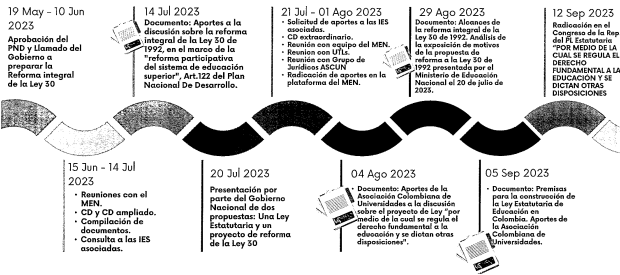 19 May - 10 Jun
2023
Aprobación del
PND y Llamado del
Gobierno a
preparar la
Reforma integral
de la Ley 30
14 Jul 2023
Documento: Aportes a la
discusión sobre la reforma
integral de la Ley 30 de
1992, en el marco de la
"reforma participativa
del sistema de educación
superior", Art.122 del Plan
Nacional De Desarrollo.
21 Jul - 01 Ago 2023
• Solicitud de aportes a las IES
asociadas.
• CD extraordinario.
• Reunión con equipo del MEN.
• Reunion con UTLs.
• Reunión con Grupo de
Jurídicos ASCUN
• Radicación de aportes en la
plataforma del MEN.
29 Ago 2023
Documento: Alcances de
la reforma integral de la
Ley 30 de 1992. Análisis de
la exposición de motivos
de la propuesta de
reforma a la Ley 30 de
1992 presentada por el
Ministerio de Educación
Nacional el 20 de julio de
2023.
12 Sep 2023
Radicación en el
Congreso de la Rep
del PL Estatutaria
"POR MEDIO DE LA
CUAL SE REGULA EL
DERECHO
FUNDAMENTAL A LA
EDUCACIÓN Y SE
DICTAN OTRAS
DISPOSICIONES
15 Jun - 14 Jul
2023
• Reuniones con el
MEN.
• CD y CD ampliado.
• Compilación de
documentos.
• Consulta a las IES
asociadas.
20 Jul 2023
Presentación por
parte del Gobierno
Nacional de dos
propuestas: Una Ley
Estatutaria y un
proyecto de reforma
de la Ley 30
04 Ago 2023
• Documento: Aportes de la
Asociación Colombiana de
Universidades a la discusión
sobre el proyecto de Ley "por
medio de la cual se regula el
derecho fundamental a la
educación y se dictan otras
disposiciones".
05 Sep 2023
• Documento: Premisas
para la construcción de
la Ley Estatutaria de
Educación en
Colombia. Aportes de
la Asociación
Colombiana de
Universidades.